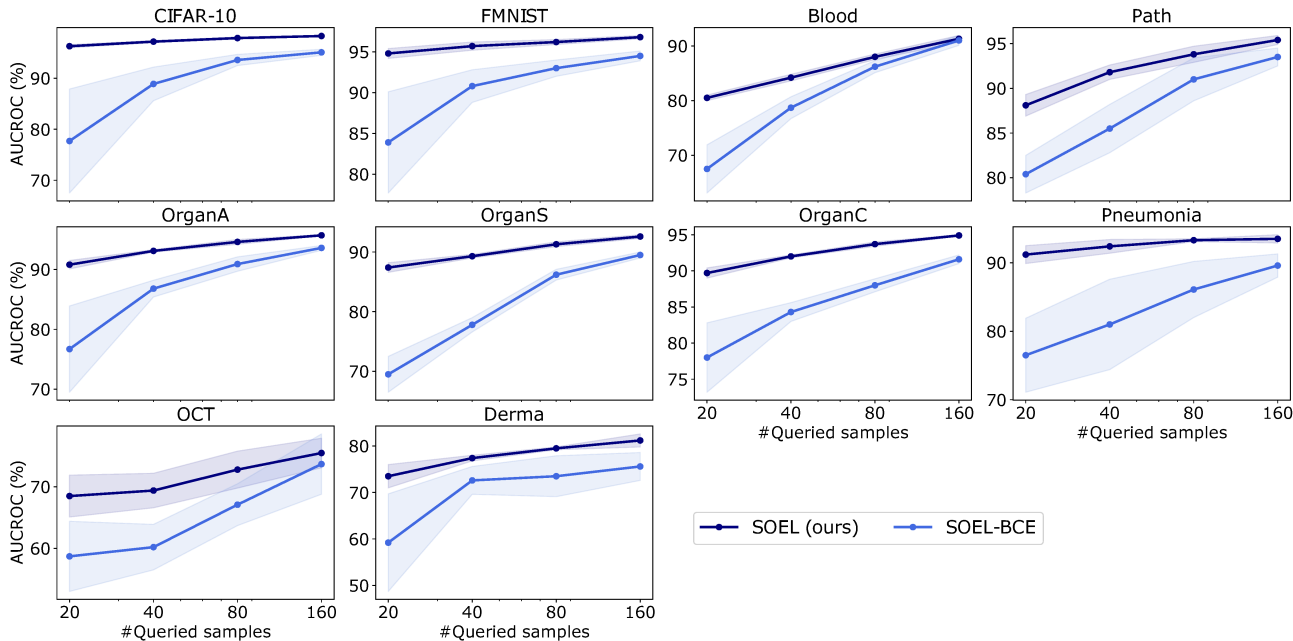 CIFAR-10
FMNIST
Blood
Path
AUCROC (%)
90
80
70
95
90
85
80
90
80
70
95
90
85
80
OrganA
OrganS
OrganC
Pneumonia
AUCROC (%)
90
80
70
90
80
70
95
90
85
80
75
90
80
70
20
40
80
160
#Queried samples
20
40
80
160
#Queried samples
OCT
Derma
AUCROC (%)
70
60
80
70
60
50
20
40
80
160
#Queried samples
20
40
80
160
#Queried samples
SOEL (ours)
SOEL-BCE